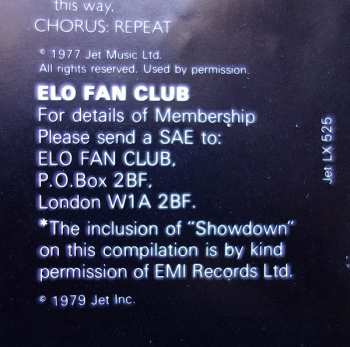 this way,
CHORUS: REPEAT
© 1977 Jet Music Ltd.
All rights reserved. Used by permission.
ELO FAN CLUB
For details of Membership
Please send a SAE to:
ELO FAN CLUB,
P.O.Box 2BF,
London W1A 2BF.
*The inclusion of "Showdown"
on this compilation is by kind
permission of EMI Records Ltd.
© 1979 Jet Inc.
Jet LX 525